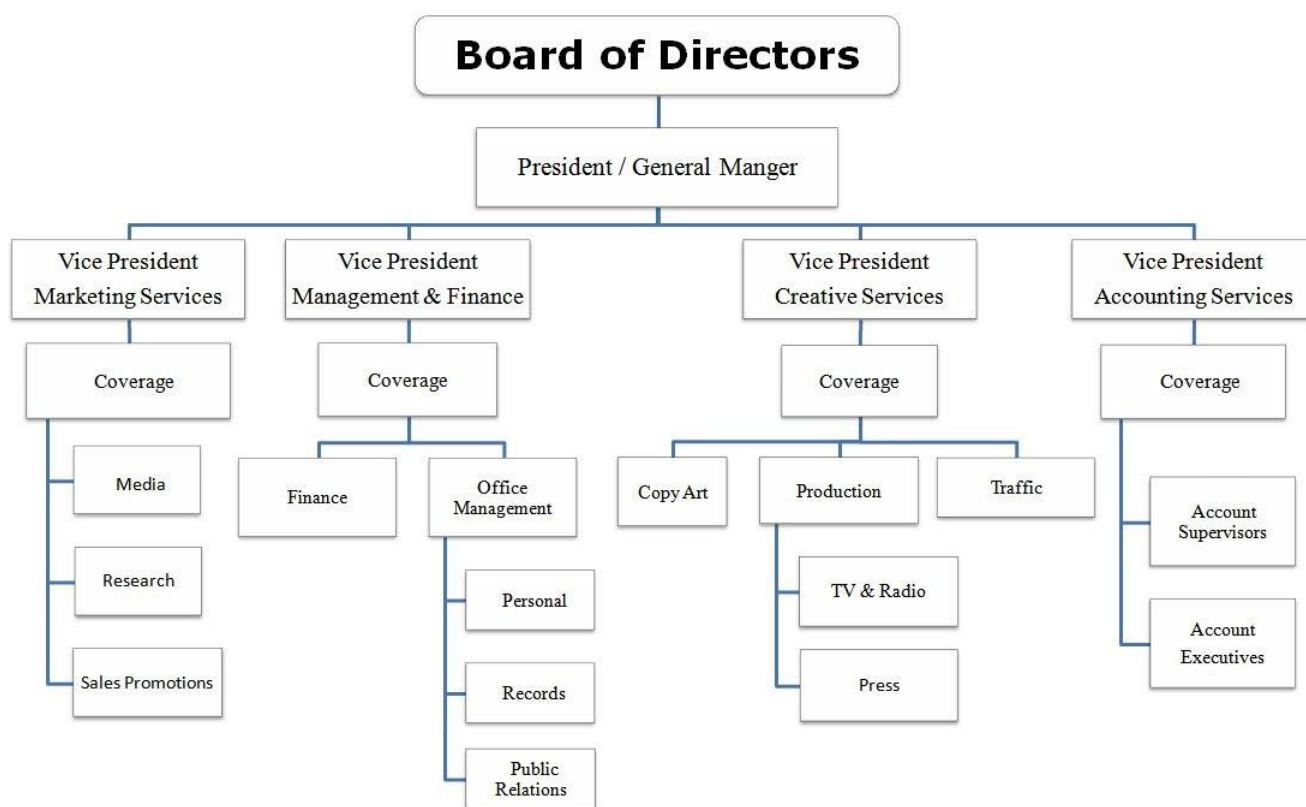 Board of Directors
President / General Manger
Vice President
Marketing Services
Vice President
Management & Finance
Vice President
Creative Services
Vice President
Accounting Services
Coverage
Coverage
Coverage
Coverage
Media
Research
Sales Promotions
Finance
Office
Management
Personal
Records
Public
Relations
Copy Art
Production
Traffic
TV & Radio
Press
Account
Supervisors
Account
Executives